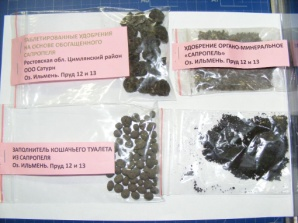 ПАКЕТИРОВАННЫЕ УДОБРЕНИЯ
НА ОСНОВЕ ОБОГАЩЕННОГО
САПРОПЕЛЯ
Ростовская обл. Цимлянский район
ООО Сатурн
Оз. Ильмень. Пруд 12 и 13
УДОБРЕНИЕ ОРГАНО-МИНЕРАЛЬНОЕ
«САПРОПЕЛЬ»
Оз. ИЛЬМЕНЬ. Пруд 12 и 13
ЗАПОЛНИТЕЛЬ КОШАЧЬЕГО ТУАЛЕТА
ИЗ САПРОПЕЛЯ
Оз. Ильмень. Пруд 12 и 13